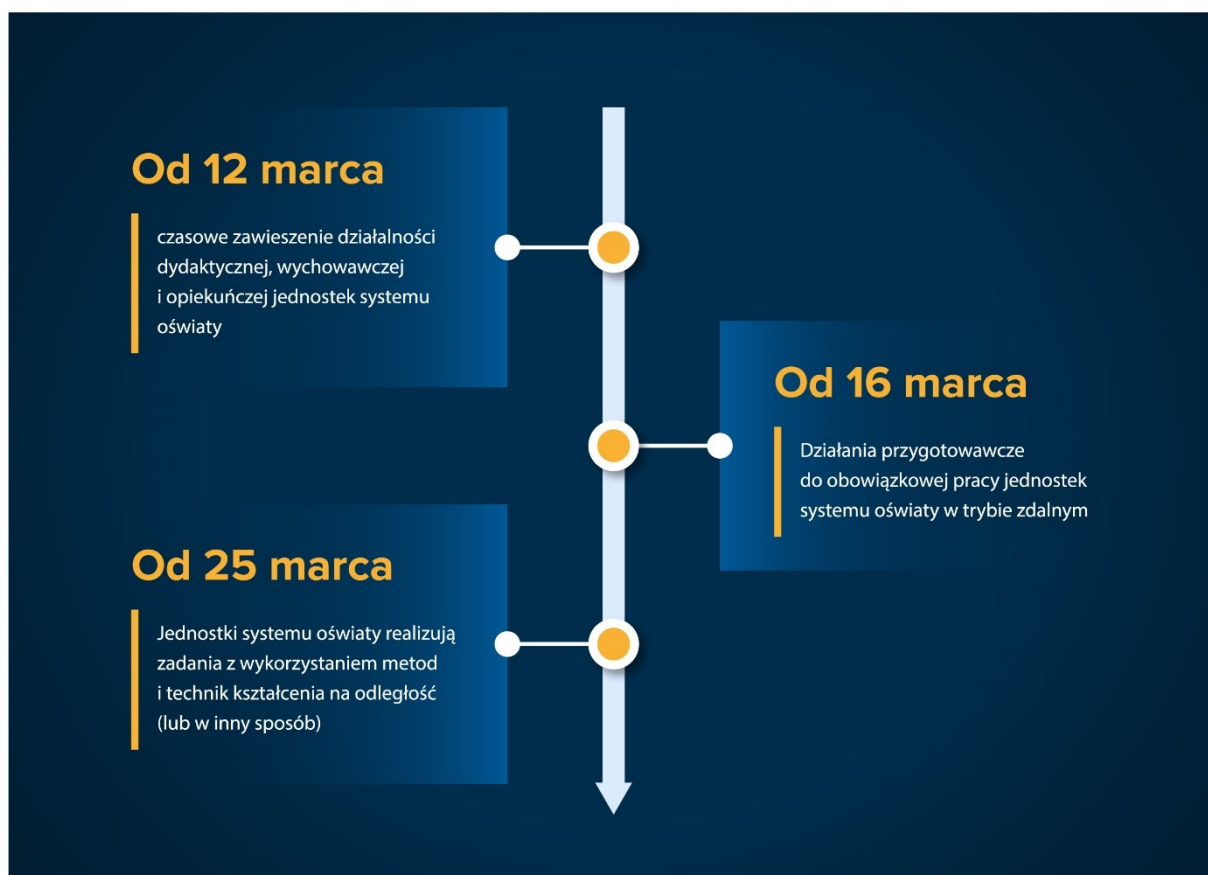 Od 12 marca
czasowe zawieszenie działalności
dydaktycznej, wychowawczej
i opiekuńczej jednostek systemu
oświaty
Od 16 marca
Działania przygotowawcze
do obowiązkowej pracy jednostek
systemu oświaty w trybie zdalnym
Od 25 marca
Jednostki systemu oświaty realizują
zadania z wykorzystaniem metod
i technik kształcenia na odległość
(lub w inny sposób)